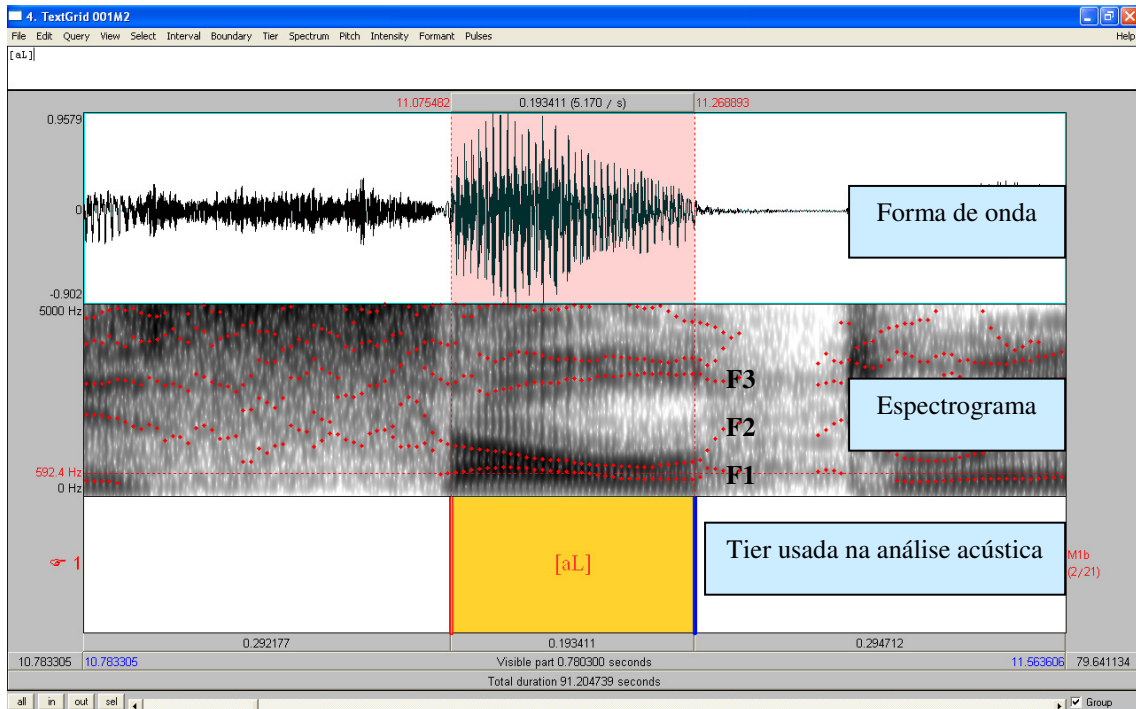 4. TextGrid 001M2
File Edit Query View Select Interval Boundary Tier Spectrum Pitch Intensity Formant Pulses Help
[aL]
11.075482 0.193411 (5.170 / s) 11.268893
0.9579
0
Forma de onda
-0.902
5000 Hz
F3
Espectrograma
F2
592.4 Hz
F1
0 Hz
Tier usada na análise acústica
1 [aL] M1b
(2/21)
0.292177 0.193411 0.294712
10.783305 10.783305 Visible part 0.780300 seconds 11.563606 79.641134
Total duration 91.204739 seconds
all in out sel Group